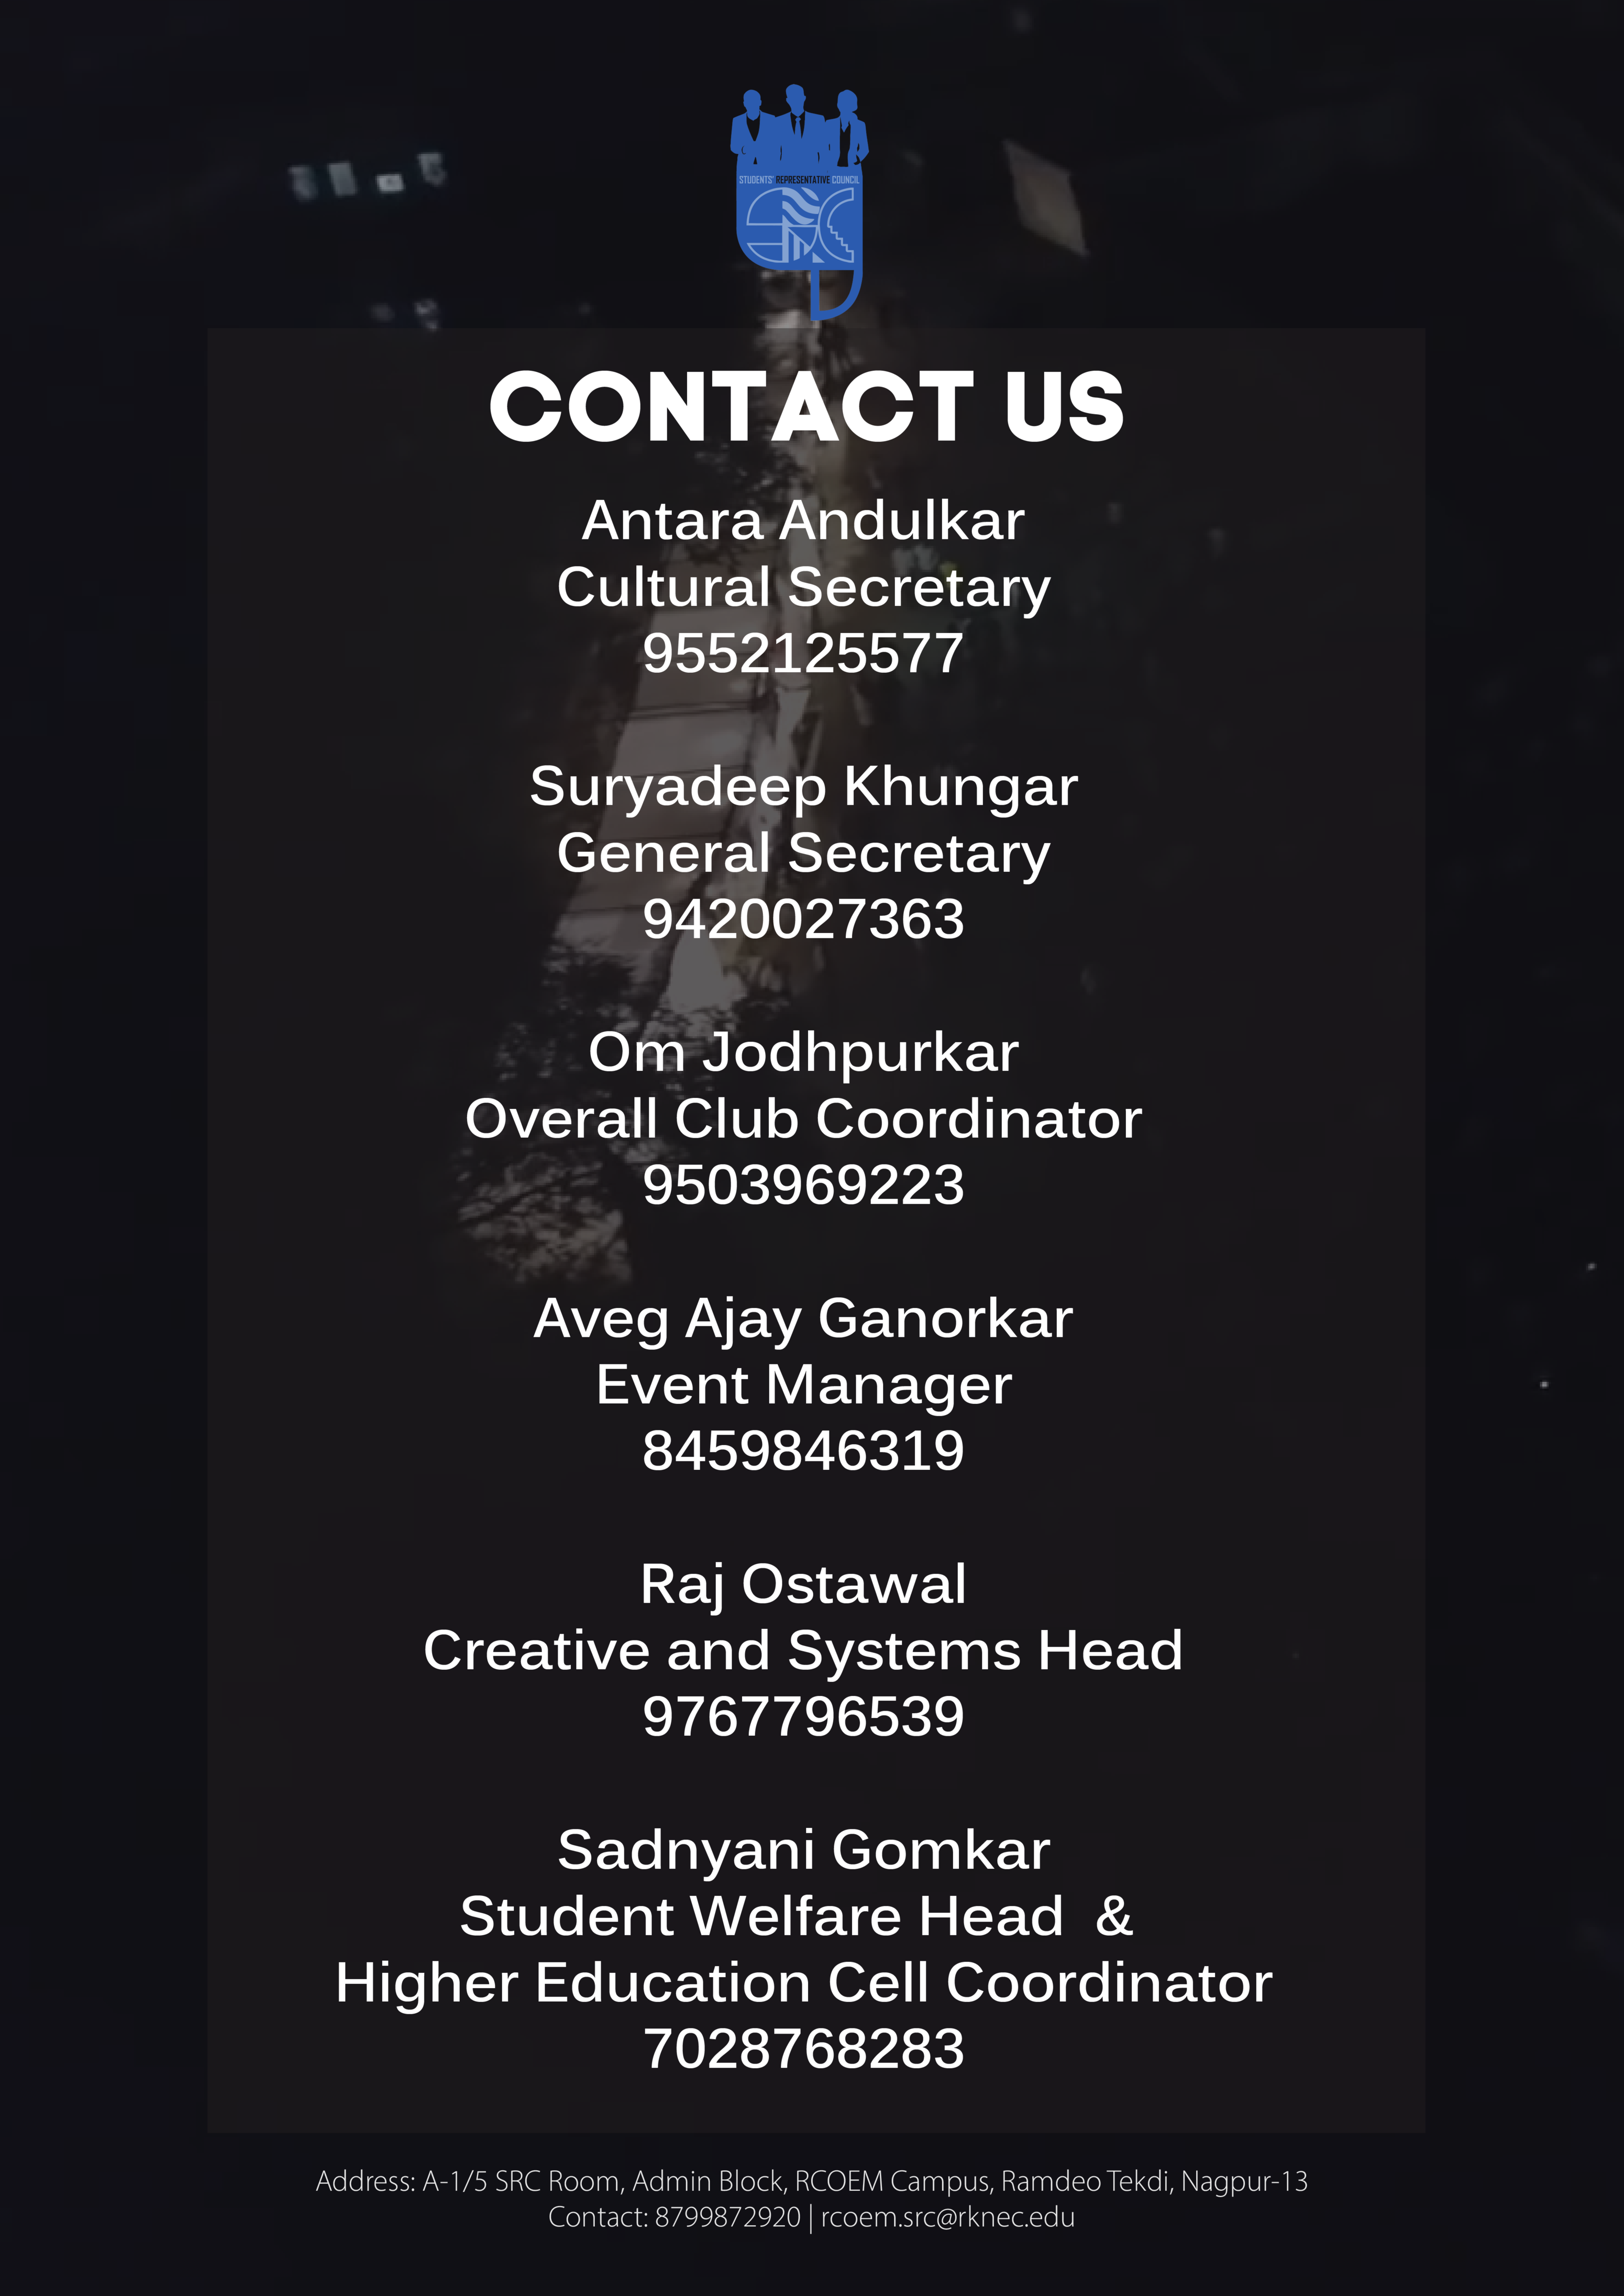 STUDENTS' REPRESENTATIVE COUNCIL
SRC
CONTACT US
Antara Andulkar
Cultural Secretary
9552125577
Suryadeep Khungar
General Secretary
9420027363
Om Jodhpurkar
Overall Club Coordinator
9503969223
Aveg Ajay Ganorkar
Event Manager
8459846319
Raj Ostawal
Creative and Systems Head
9767796539
Sadnyani Gomkar
Student Welfare Head &
Higher Education Cell Coordinator
7028768283
Address: A-1/5 SRC Room, Admin Block, RCOEM Campus, Ramdeo Tekdi, Nagpur-13
Contact: 8799872920 | rcoem.src@rknec.edu